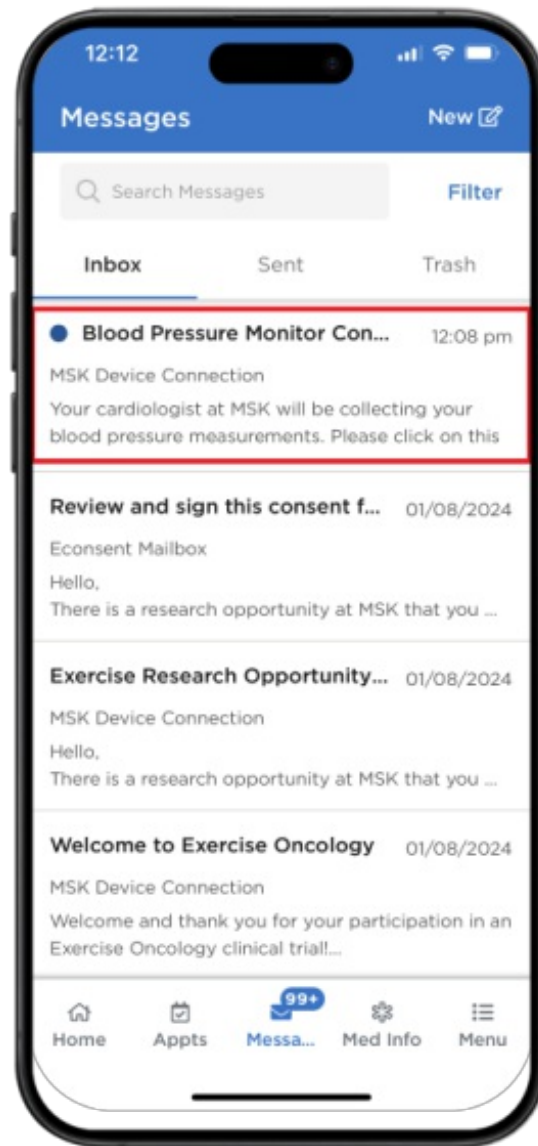 12:12
Messages New
Search Messages Filter
Inbox Sent Trash
Blood Pressure Monitor Con... 12:08 pm
MSK Device Connection
Your cardiologist at MSK will be collecting your
blood pressure measurements. Please click on this
Review and sign this consent f... 01/08/2024
Econsent Mailbox
Hello,
There is a research opportunity at MSK that you ...
Exercise Research Opportunity... 01/08/2024
MSK Device Connection
Hello,
There is a research opportunity at MSK that you ...
Welcome to Exercise Oncology 01/08/2024
MSK Device Connection
Welcome and thank you for your participation in an
Exercise Oncology clinical trial!...
99+
Home Appts Messa... Med Info Menu